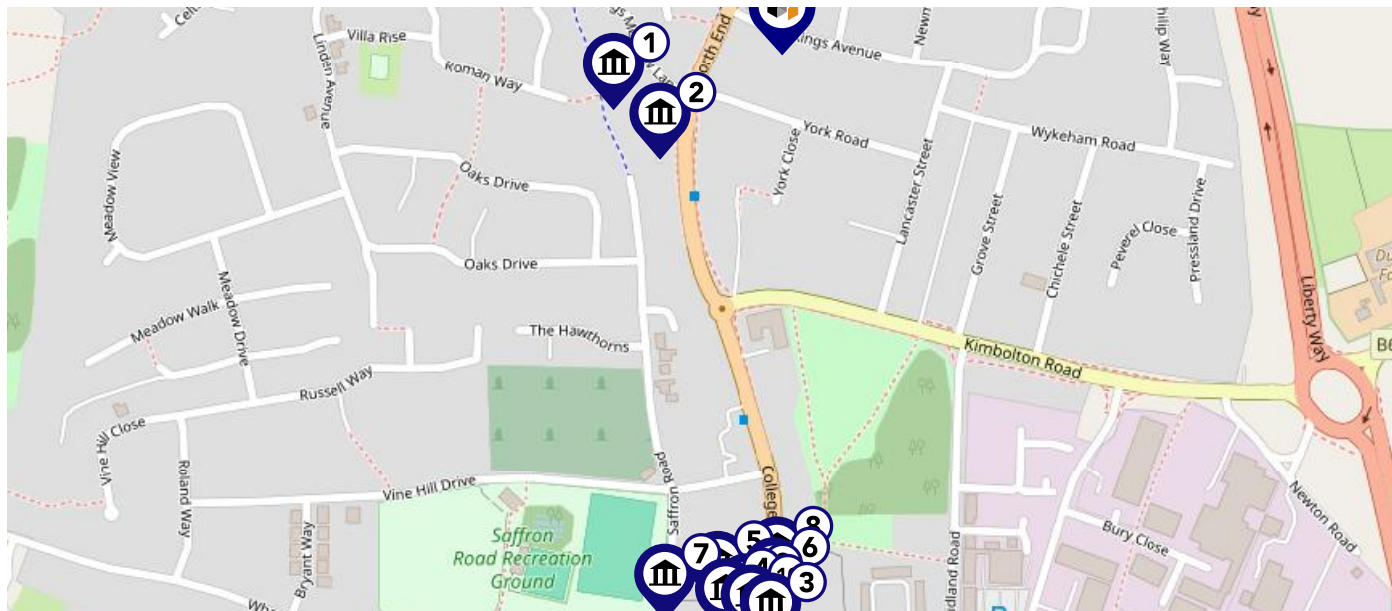 Villa Rise
Linden Avenue
Roman Way
1
2
North End
Kings Avenue
York Road
York Close
Lancaster Street
Wykeham Road
Grove Street
Chichele Street
Peverel Close
Pressland Drive
Liberty Way
Meadow View
Oaks Drive
Oaks Drive
Meadow Drive
Meadow Walk
The Hawthorns
Kimbolton Road
Russell Way
Vine Hill Close
Roland Way
Vine Hill Drive
Saffron Road
College
Bryant Way
Saffron
Road Recreation
Ground
Bury Close
Newton Road
7
5
8
6
4
3
P